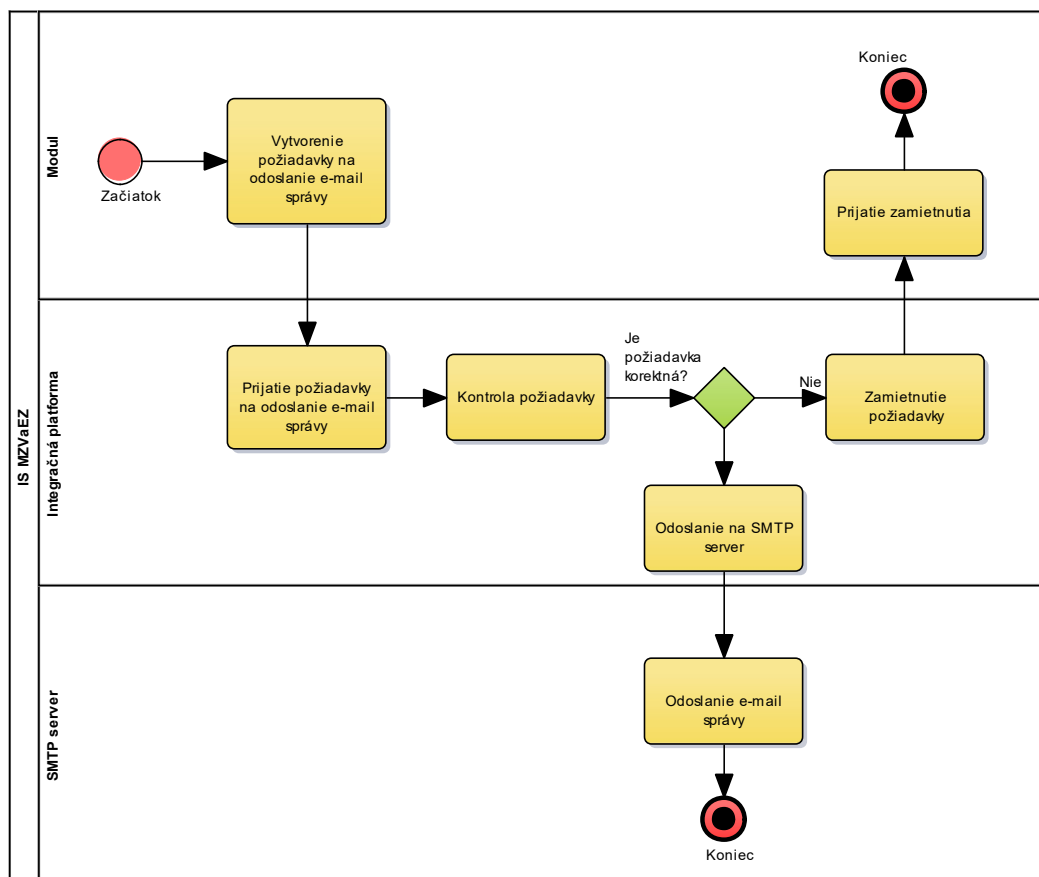 IS MZVaEZ
Modul
Začiatok
Vytvorenie
požiadavky na
odoslanie e-mail
správy
Koniec
Prijatie zamietnutia
Integračná platforma
Prijatie požiadavky
na odoslanie e-mail
správy
Kontrola požiadavky
Je
požiadavka
korektná?
Nie
Zamietnutie
požiadavky
Odoslanie na SMTP
server
SMTP server
Odoslanie e-mail
správy
Koniec